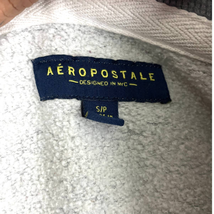 AÉROPOSTALE
DESIGNED IN NYC
S/P